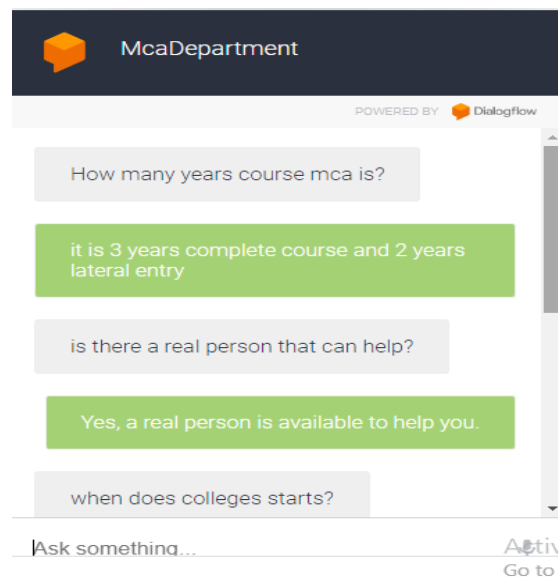 McaDepartment
POWERED BY Dialogflow
How many years course mca is?
it is 3 years complete course and 2 years
lateral entry
is there a real person that can help?
Yes, a real person is available to help you.
when does colleges starts?
Ask something...
Go to